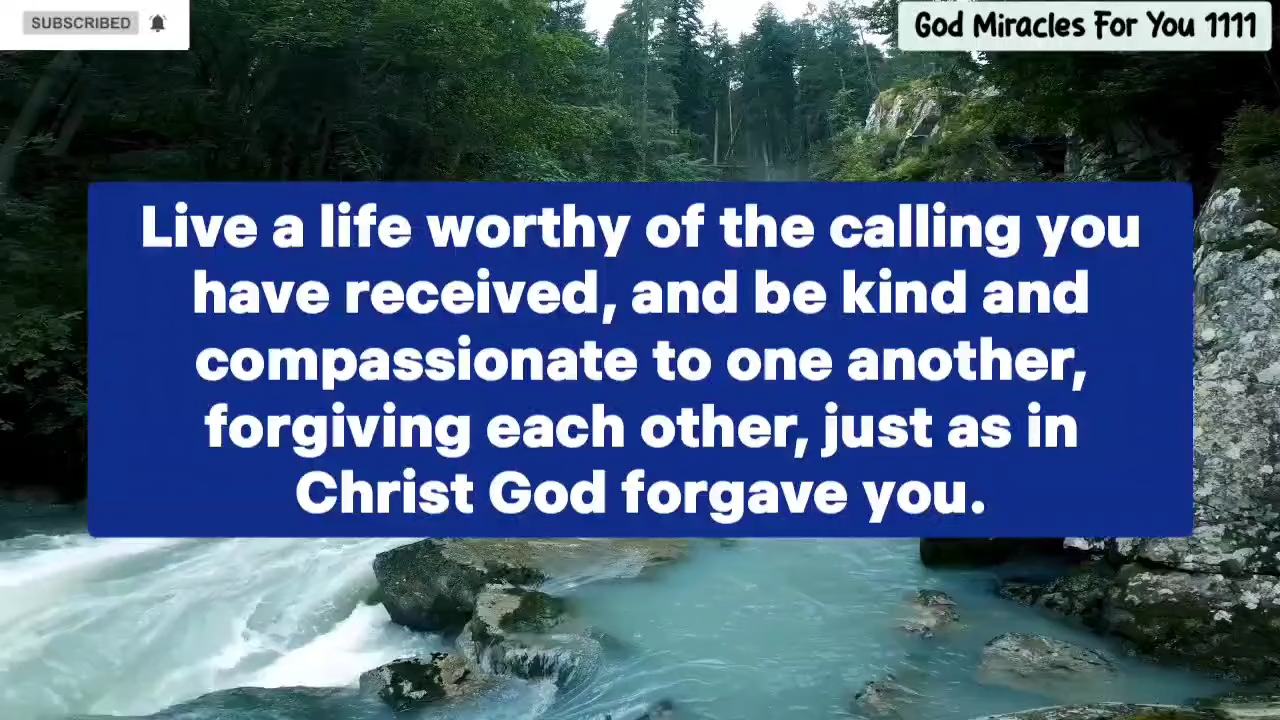 SUBSCRIBED
God Miracles For You 1111
Live a life worthy of the calling you
have received, and be kind and
compassionate to one another,
forgiving each other, just as in
Christ God forgave you.